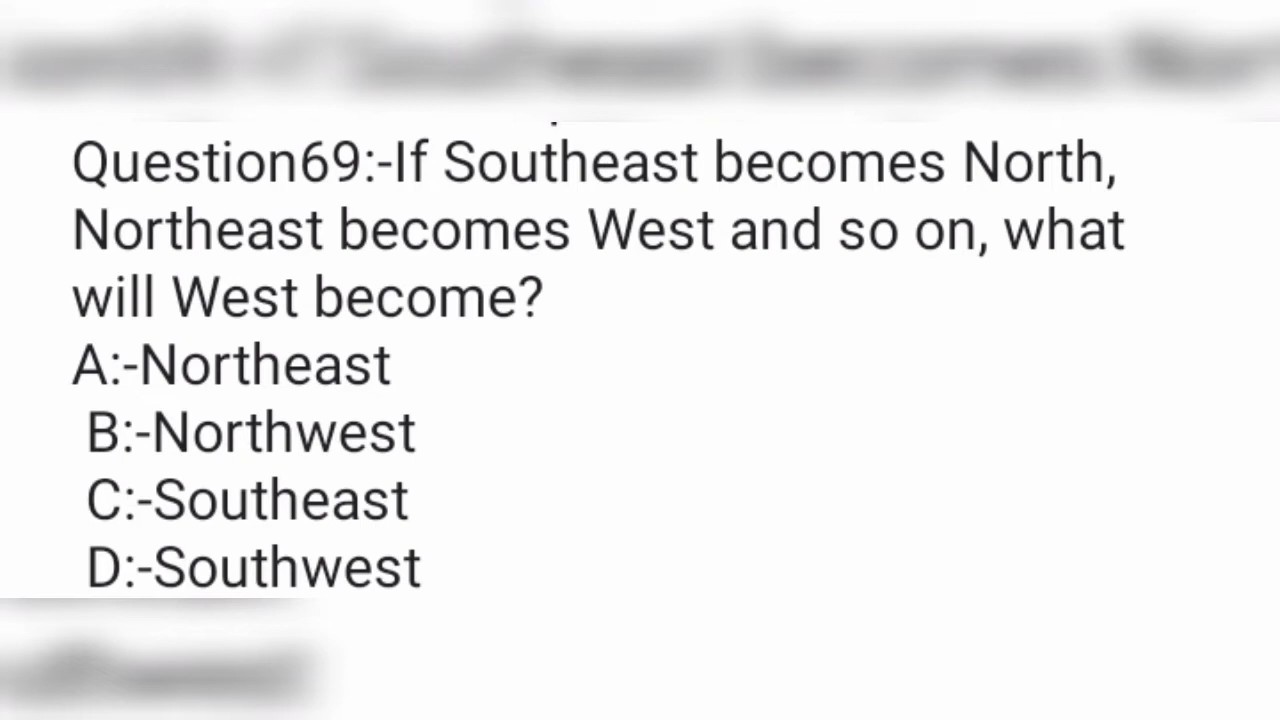 Question69:-If Southeast becomes North,
Northeast becomes West and so on, what
will West become?
A:-Northeast
B:-Northwest
C:-Southeast
D:-Southwest